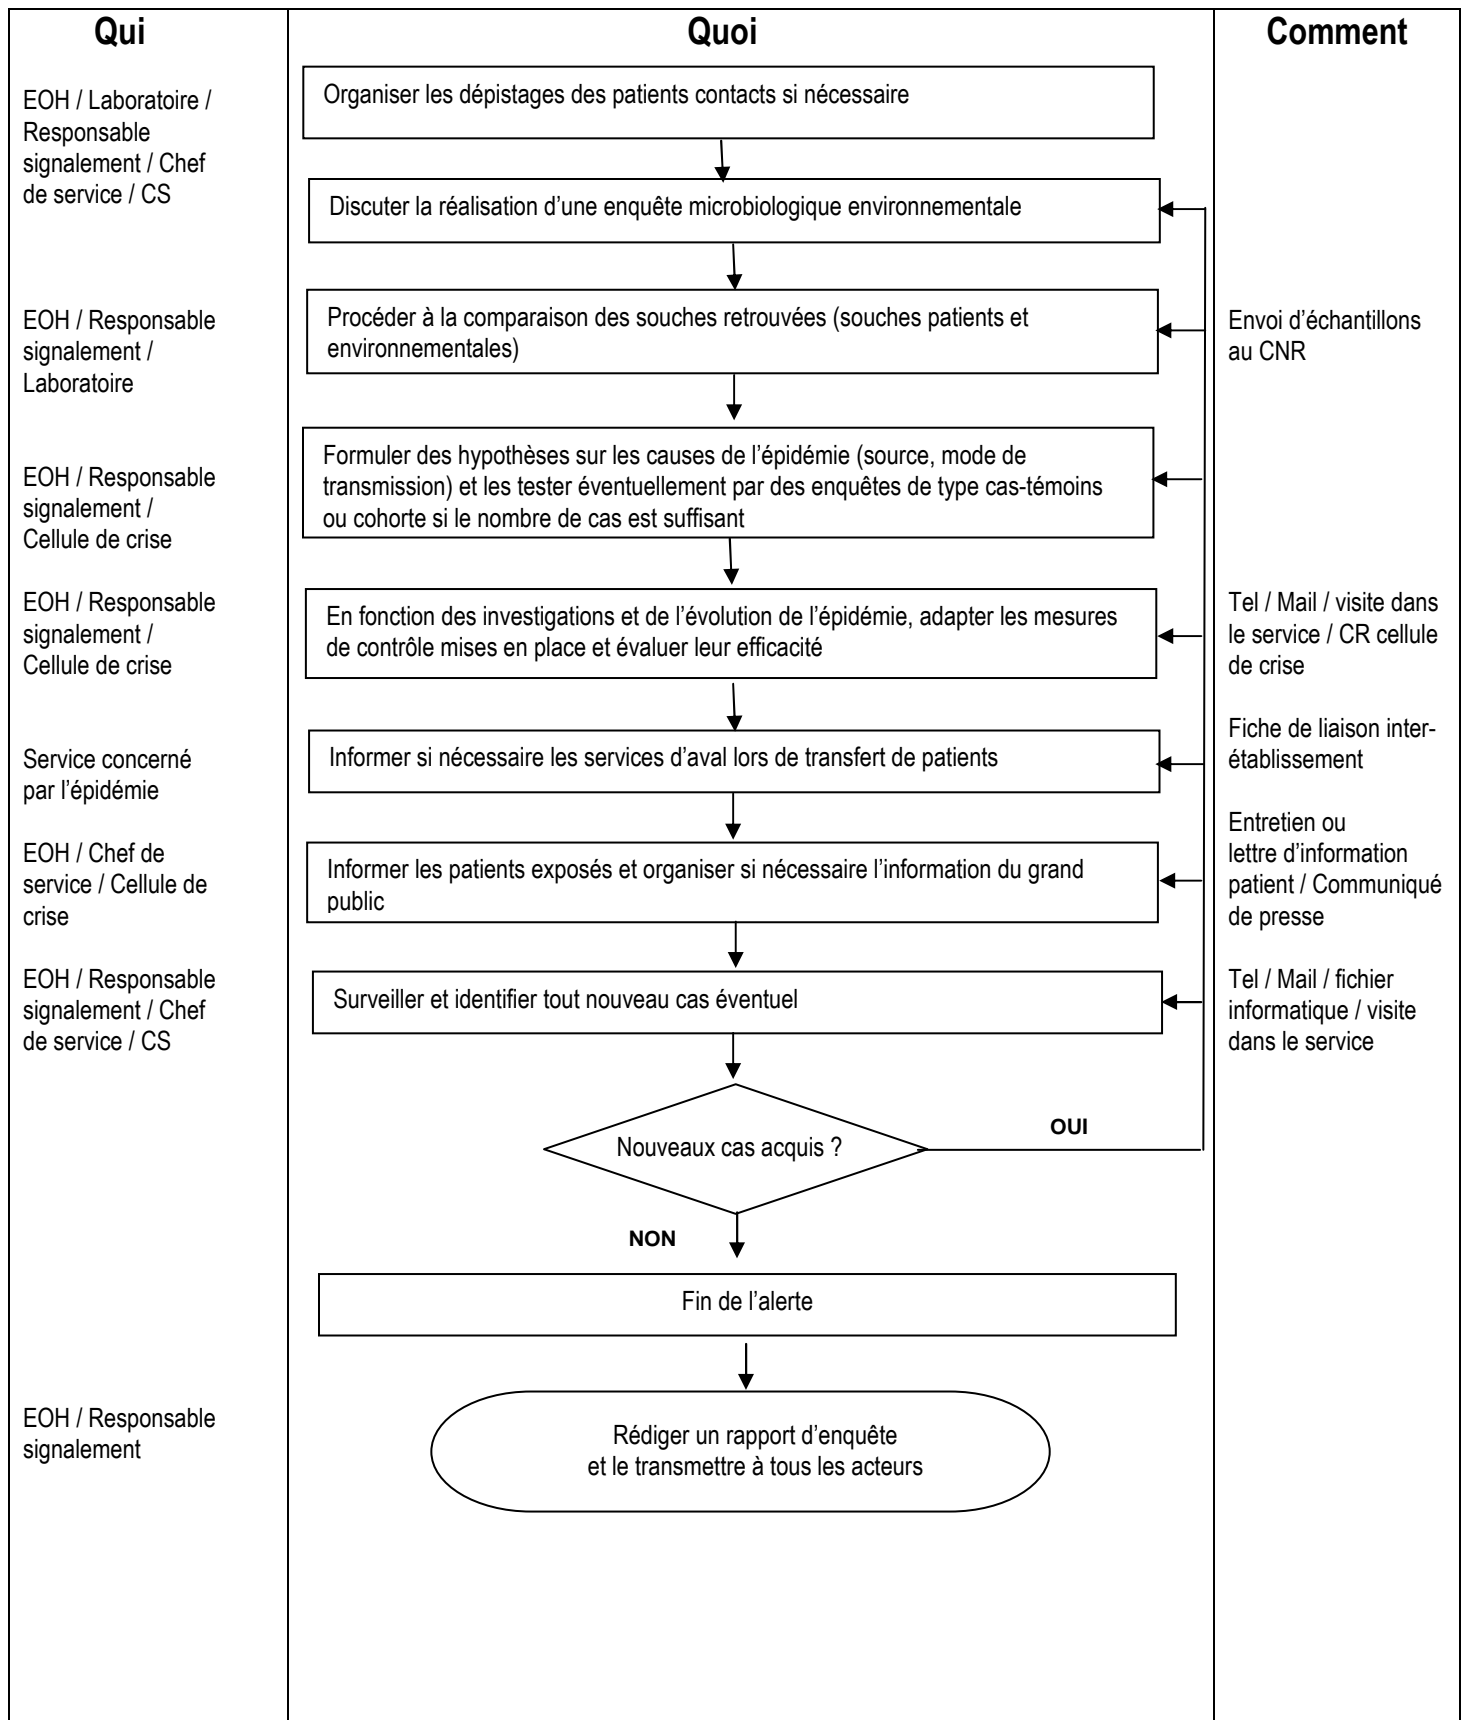 Qui
Quoi
Comment
EOH / Laboratoire /
Responsable
signalement / Chef
de service / CS
Organiser les dépistages des patients contacts si nécessaire
Discuter la réalisation d’une enquête microbiologique environnementale
EOH / Responsable
signalement /
Laboratoire
Procéder à la comparaison des souches retrouvées (souches patients et
environnementales)
Envoi d’échantillons
au CNR
EOH / Responsable
signalement /
Cellule de crise
Formuler des hypothèses sur les causes de l’épidémie (source, mode de
transmission) et les tester éventuellement par des enquêtes de type cas-témoins
ou cohorte si le nombre de cas est suffisant
EOH / Responsable
signalement /
Cellule de crise
En fonction des investigations et de l’évolution de l’épidémie, adapter les mesures
de contrôle mises en place et évaluer leur efficacité
Tel / Mail / visite dans
le service / CR cellule
de crise
Service concerné
par l’épidémie
Informer si nécessaire les services d’aval lors de transfert de patients
Fiche de liaison inter-
établissement
EOH / Chef de
service / Cellule de
crise
Informer les patients exposés et organiser si nécessaire l’information du grand
public
Entretien ou
lettre d’information
patient / Communiqué
de presse
EOH / Responsable
signalement / Chef
de service / CS
Surveiller et identifier tout nouveau cas éventuel
Tel / Mail / fichier
informatique / visite
dans le service
Nouveaux cas acquis ?
OUI
NON
Fin de l’alerte
EOH / Responsable
signalement
Rédiger un rapport d’enquête
et le transmettre à tous les acteurs